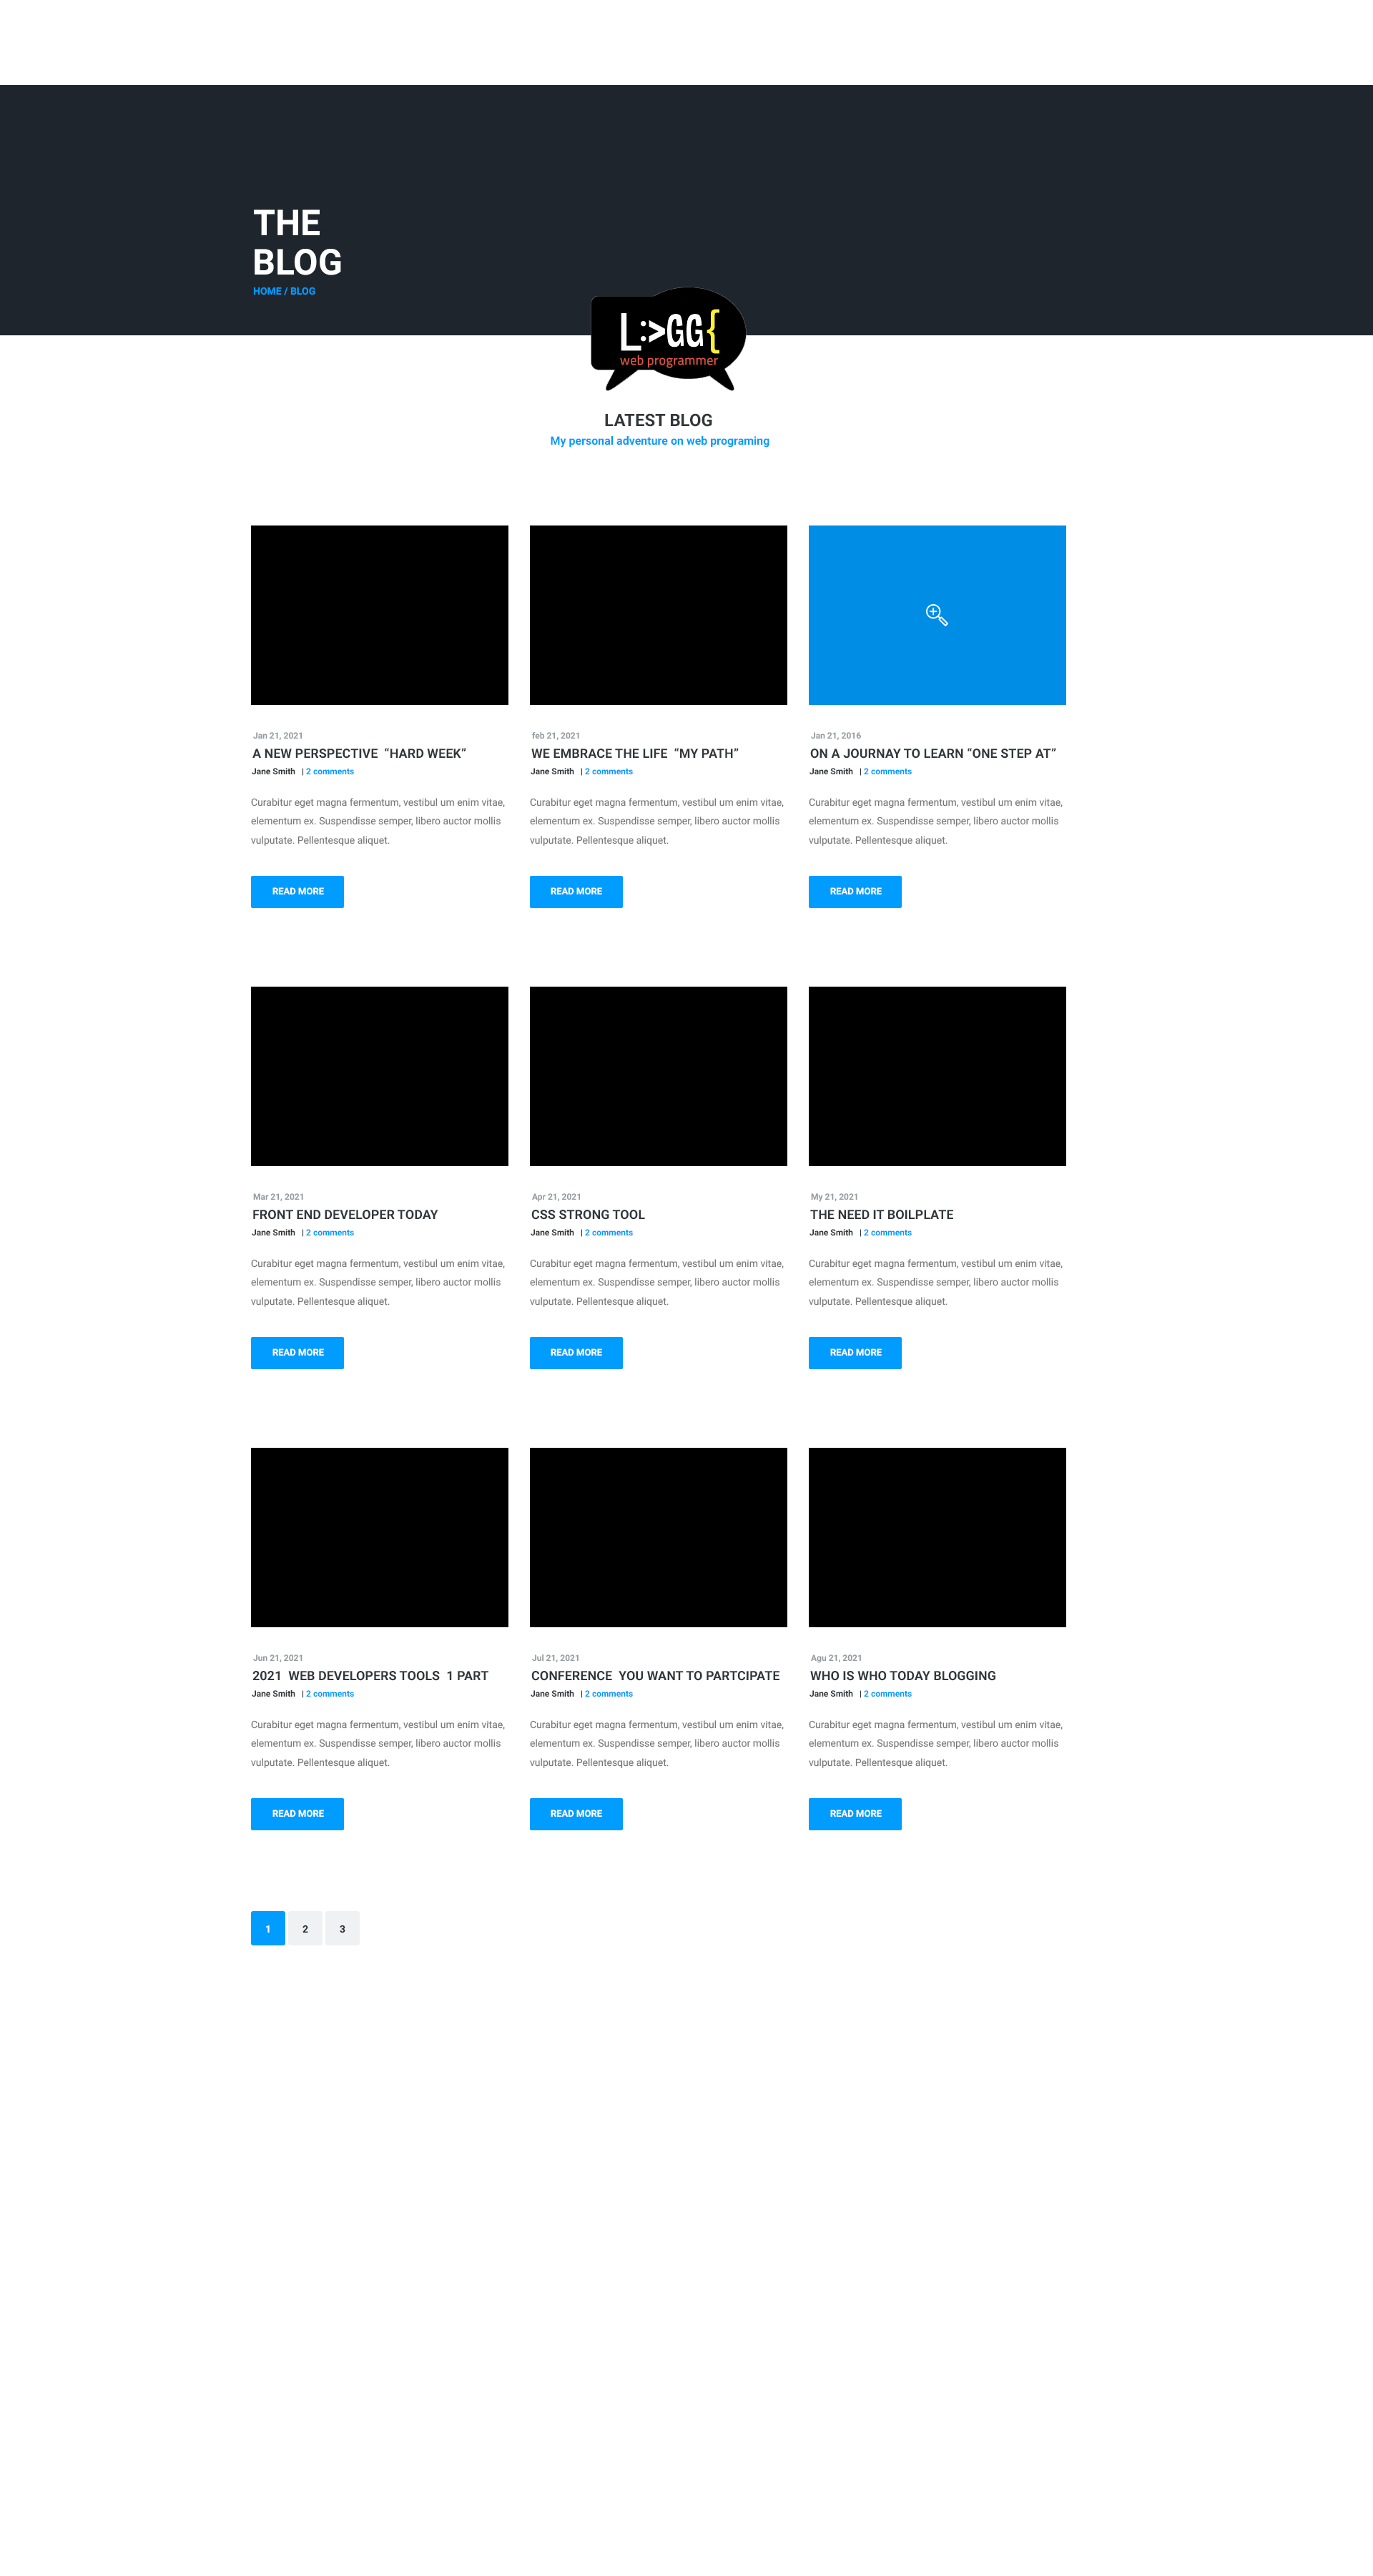 THE
BLOG
HOME / BLOG
L:>GG{
web programmer
LATEST BLOG
My personal adventure on web programing
Jan 21, 2021
A NEW PERSPECTIVE “HARD WEEK”
Jane Smith | 2 comments
Curabitur eget magna fermentum, vestibul um enim vitae,
elementum ex. Suspendisse semper, libero auctor mollis
vulputate. Pellentesque aliquet.
READ MORE
feb 21, 2021
WE EMBRACE THE LIFE “MY PATH”
Jane Smith | 2 comments
Curabitur eget magna fermentum, vestibul um enim vitae,
elementum ex. Suspendisse semper, libero auctor mollis
vulputate. Pellentesque aliquet.
READ MORE
Jan 21, 2016
ON A JOURNAY TO LEARN “ONE STEP AT”
Jane Smith | 2 comments
Curabitur eget magna fermentum, vestibul um enim vitae,
elementum ex. Suspendisse semper, libero auctor mollis
vulputate. Pellentesque aliquet.
READ MORE
Mar 21, 2021
FRONT END DEVELOPER TODAY
Jane Smith | 2 comments
Curabitur eget magna fermentum, vestibul um enim vitae,
elementum ex. Suspendisse semper, libero auctor mollis
vulputate. Pellentesque aliquet.
READ MORE
Apr 21, 2021
CSS STRONG TOOL
Jane Smith | 2 comments
Curabitur eget magna fermentum, vestibul um enim vitae,
elementum ex. Suspendisse semper, libero auctor mollis
vulputate. Pellentesque aliquet.
READ MORE
My 21, 2021
THE NEED IT BOILPLATE
Jane Smith | 2 comments
Curabitur eget magna fermentum, vestibul um enim vitae,
elementum ex. Suspendisse semper, libero auctor mollis
vulputate. Pellentesque aliquet.
READ MORE
Jun 21, 2021
2021 WEB DEVELOPERS TOOLS 1 PART
Jane Smith | 2 comments
Curabitur eget magna fermentum, vestibul um enim vitae,
elementum ex. Suspendisse semper, libero auctor mollis
vulputate. Pellentesque aliquet.
READ MORE
Jul 21, 2021
CONFERENCE YOU WANT TO PARTCIPATE
Jane Smith | 2 comments
Curabitur eget magna fermentum, vestibul um enim vitae,
elementum ex. Suspendisse semper, libero auctor mollis
vulputate. Pellentesque aliquet.
READ MORE
Agu 21, 2021
WHO IS WHO TODAY BLOGGING
Jane Smith | 2 comments
Curabitur eget magna fermentum, vestibul um enim vitae,
elementum ex. Suspendisse semper, libero auctor mollis
vulputate. Pellentesque aliquet.
READ MORE
1 2 3